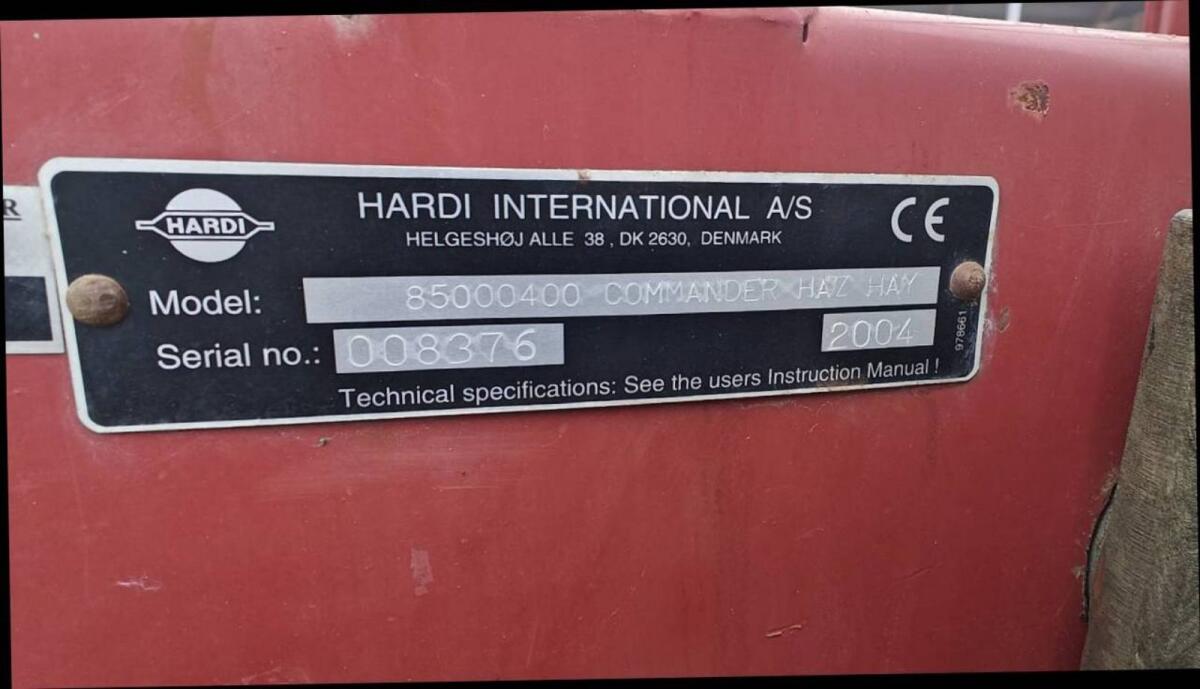 R
HARDI
HARDI INTERNATIONAL A/S
HELGESHØJ ALLE 38, DK 2630, DENMARK
CE
Model: 85000400 COMMANDER HAZ HAY
Serial no.: 008376 2004
978661
Technical specifications: See the users Instruction Manual !